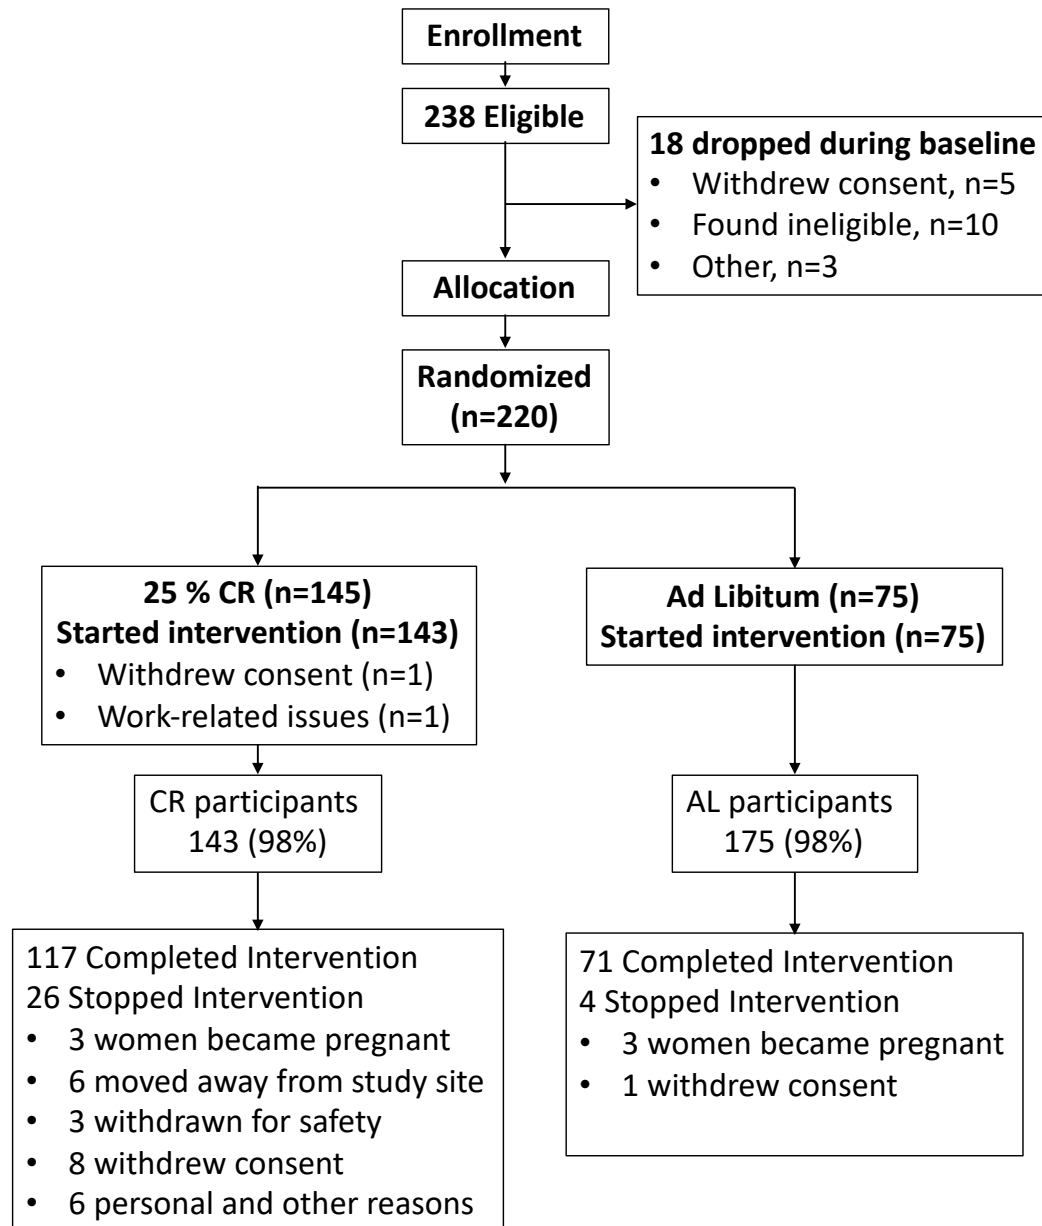 Enrollment
238 Eligible
18 dropped during baseline
• Withdrew consent, n=5
• Found ineligible, n=10
• Other, n=3
Allocation
Randomized
(n=220)
25 % CR (n=145)
Started intervention (n=143)
• Withdrew consent (n=1)
• Work-related issues (n=1)
Ad Libitum (n=75)
Started intervention (n=75)
CR participants
143 (98%)
AL participants
175 (98%)
117 Completed Intervention
26 Stopped Intervention
• 3 women became pregnant
• 6 moved away from study site
• 3 withdrawn for safety
• 8 withdrew consent
• 6 personal and other reasons
71 Completed Intervention
4 Stopped Intervention
• 3 women became pregnant
• 1 withdrew consent